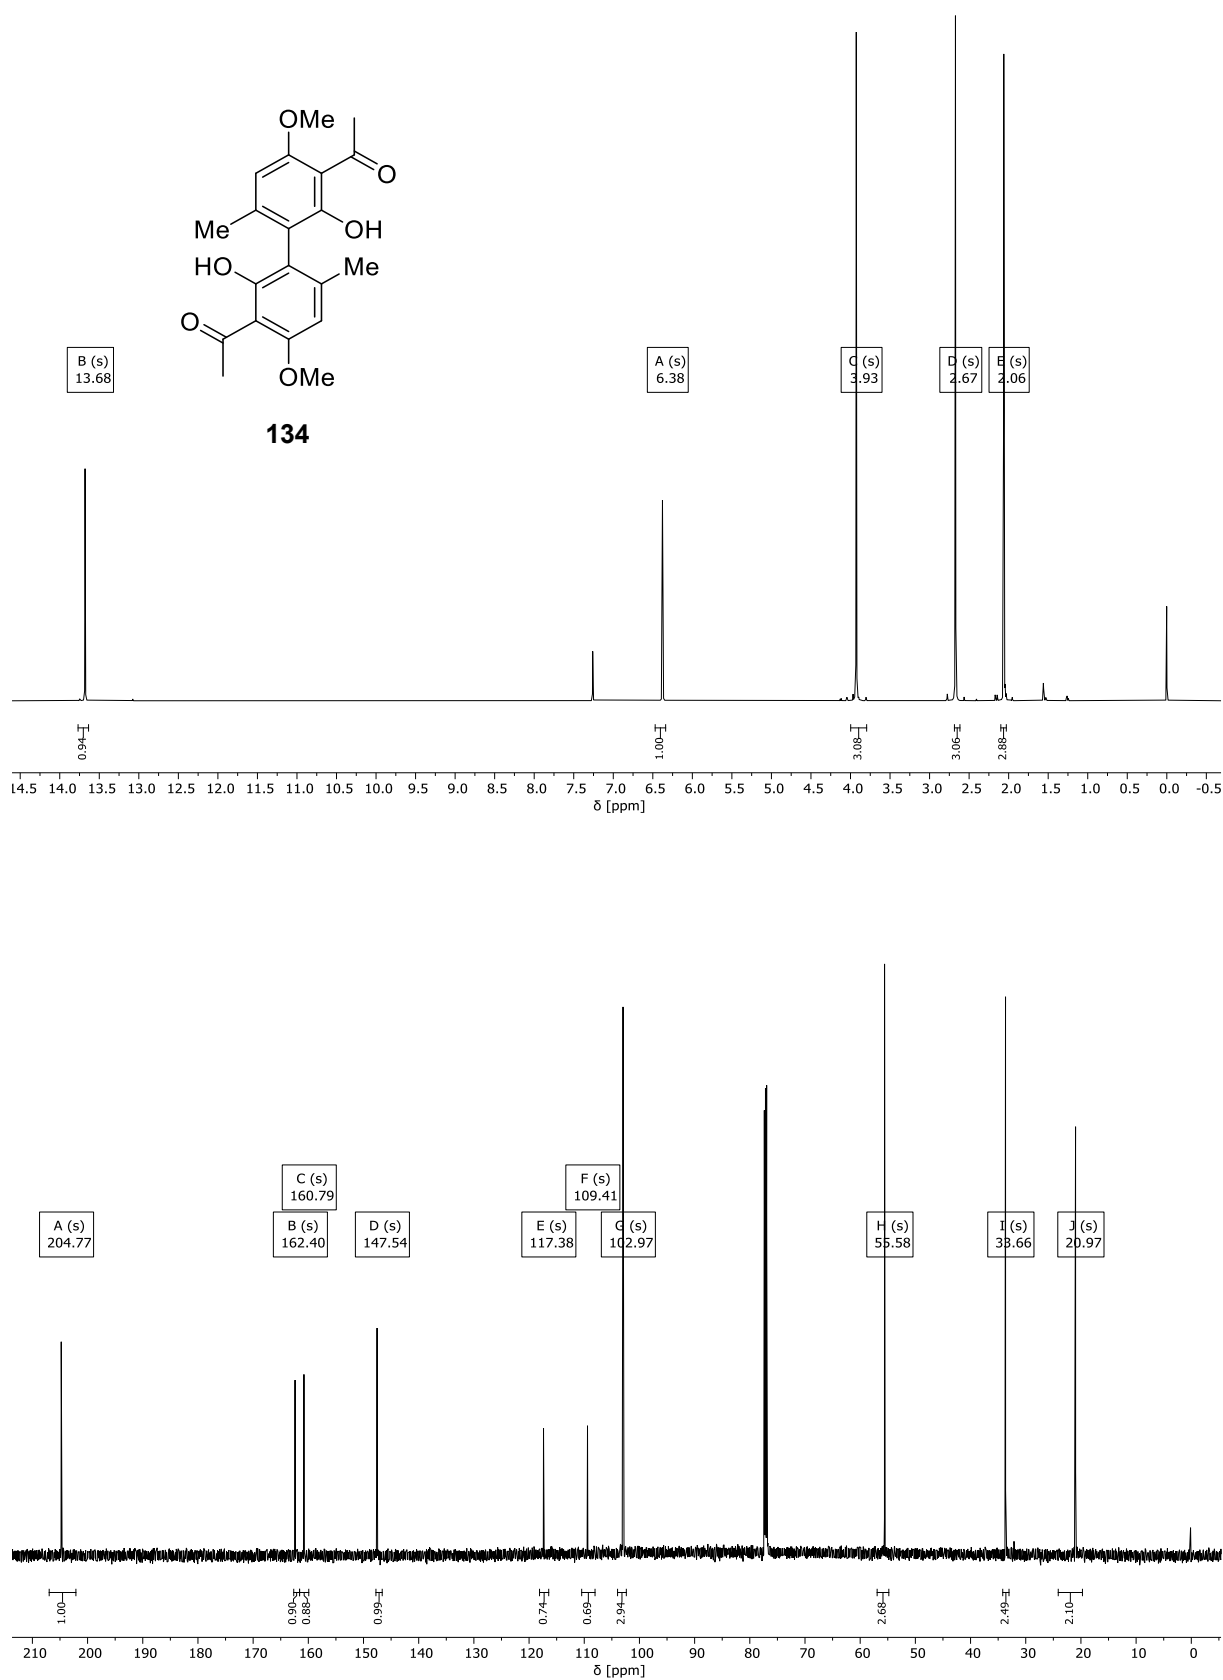 OMe
O
Me
OH
HO
Me
O
OMe
134
B (s)
13.68
A (s)
6.38
C (s)
3.93
D (s)
2.67
E (s)
2.06
0.94
1.00
3.08
3.06
2.88
14.5 14.0 13.5 13.0 12.5 12.0 11.5 11.0 10.5 10.0 9.5 9.0 8.5 8.0 7.5 7.0 6.5 6.0 5.5 5.0 4.5 4.0 3.5 3.0 2.5 2.0 1.5 1.0 0.5 0.0 -0.5
δ [ppm]
C (s)
160.79
F (s)
109.41
A (s)
204.77
B (s)
162.40
D (s)
147.54
E (s)
117.38
G (s)
102.97
H (s)
55.58
I (s)
33.66
J (s)
20.97
1.00
0.90
0.88
0.99
0.74
0.69
2.94
2.68
2.49
2.10
210 200 190 180 170 160 150 140 130 120 110 100 90 80 70 60 50 40 30 20 10 0
δ [ppm]